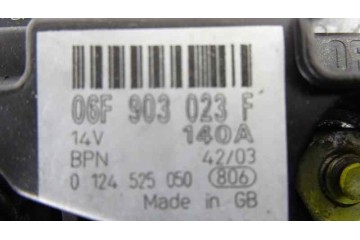 06F 903 023 F
14V 140A
BPN 42/03
0 124 525 050 806
Made in GB